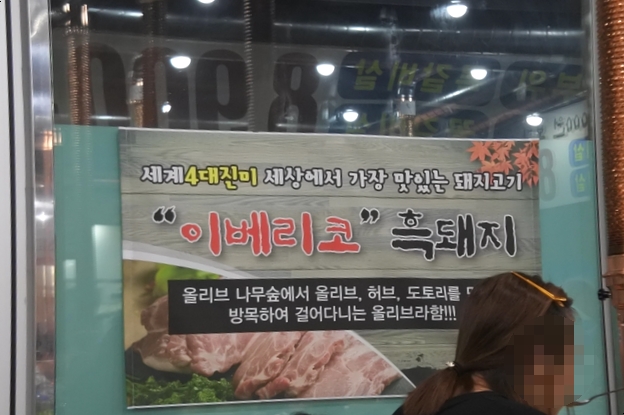 세계4대진미 세상에서 가장 맛있는 돼지고기
“이베리코” 흑돼지
올리브 나무숲에서 올리브, 허브, 도토리를
방목하여 걸어다니는 올리브라함!!!